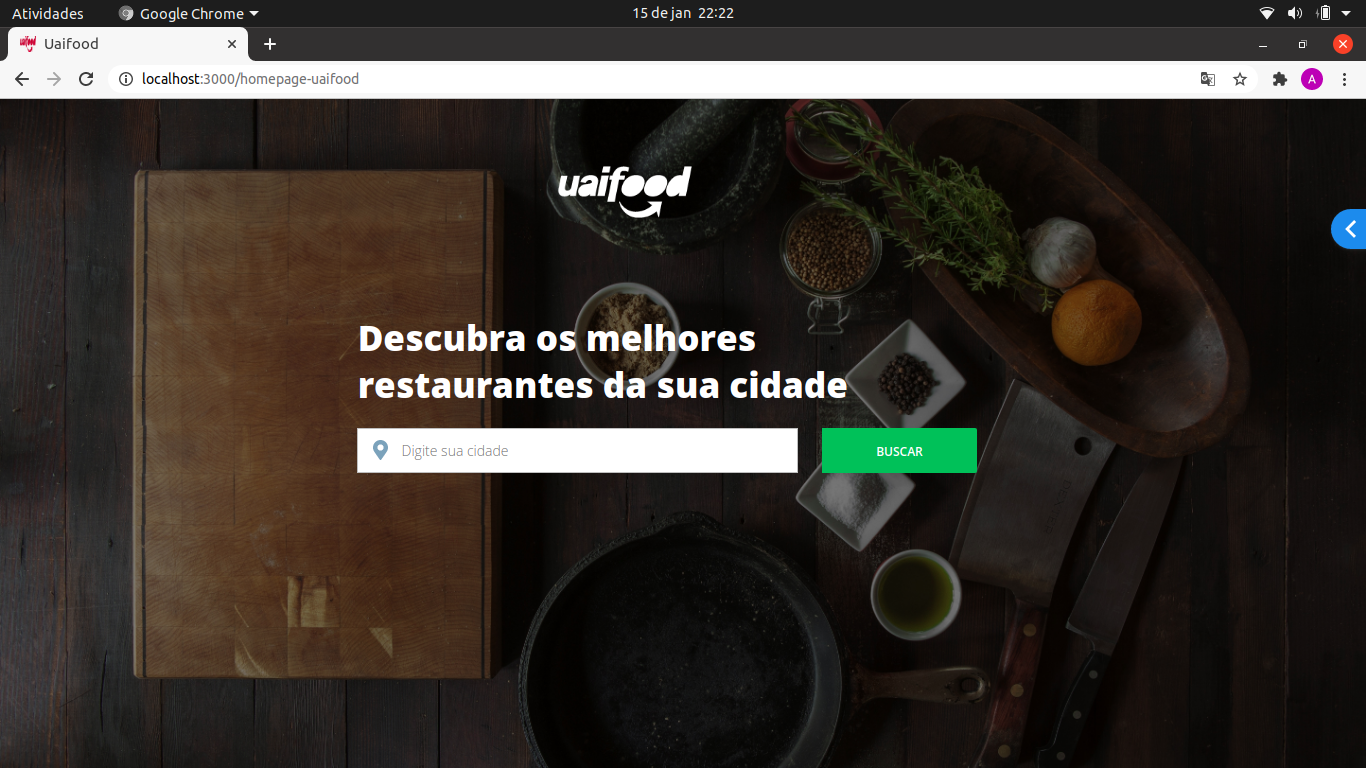 Atividades
Google Chrome
15 de jan 22:22
Uaifood
localhost:3000/homepage-uaifood
A
uaifood
Descubra os melhores
restaurantes da sua cidade
Digite sua cidade
BUSCAR